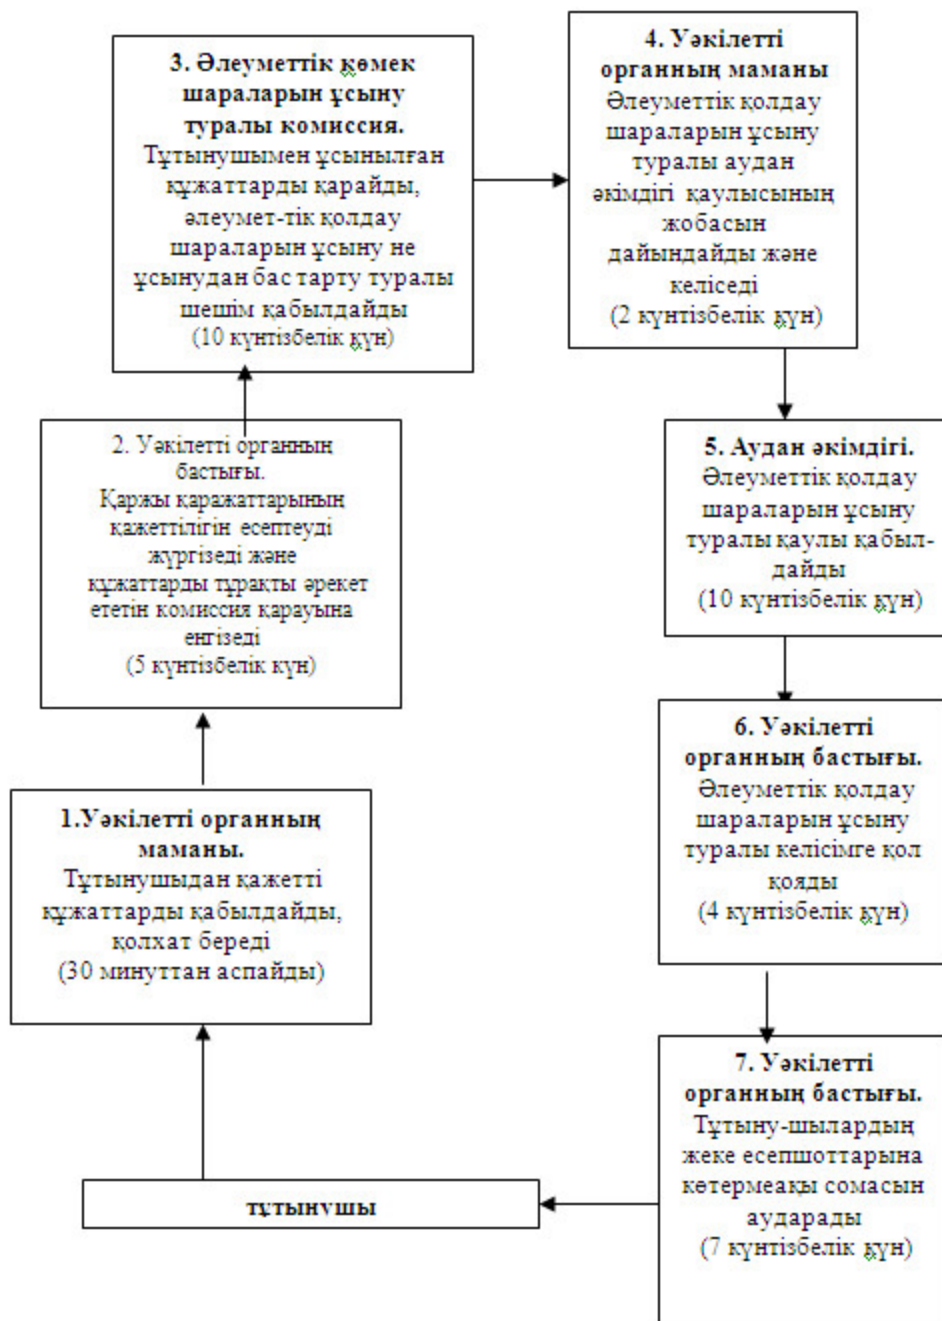 1.Уәкілетті органның
маманы.
Тұтынушыдан қажетті
құжаттарды қабылдайды,
қолхат береді
(30 минуттан аспайды)
2. Уәкілетті органның
бастығы.
Қаржы қаражаттарының
қажеттілігін есептеуді
жүргізеді және
құжаттарды тұрақты әрекет
ететін комиссия қарауына
енгізеді
(5 күнтізбелік күн)
3. Әлеуметтік көмек
шараларын ұсыну
туралы комиссия.
Тұтынушымен ұсынылған
құжаттарды қарайды,
әлеумет-тік қолдау
шараларын ұсыну не
ұсынудан бас тарту туралы
шешім қабылдайды
(10 күнтізбелік күн)
4. Уәкілетті
органның маманы
Әлеуметтік қолдау
шараларын ұсыну
туралы аудан
әкімдігі қаулысының
жобасын
дайындайды және
келіседі
(2 күнтізбелік күн)
5. Аудан әкімдігі.
Әлеуметтік қолдау
шараларын ұсыну
туралы қаулы қабыл-
дайды
(10 күнтізбелік күн)
6. Уәкілетті
органның бастығы.
Әлеуметтік қолдау
шараларын ұсыну
туралы келісімге қол
қояды
(4 күнтізбелік күн)
7. Уәкілетті
органның бастығы.
Тұтыну-шылардың
жеке есепшоттарына
көтермеақы сомасын
аударады
(7 күнтізбелік күн)
тұтынушы